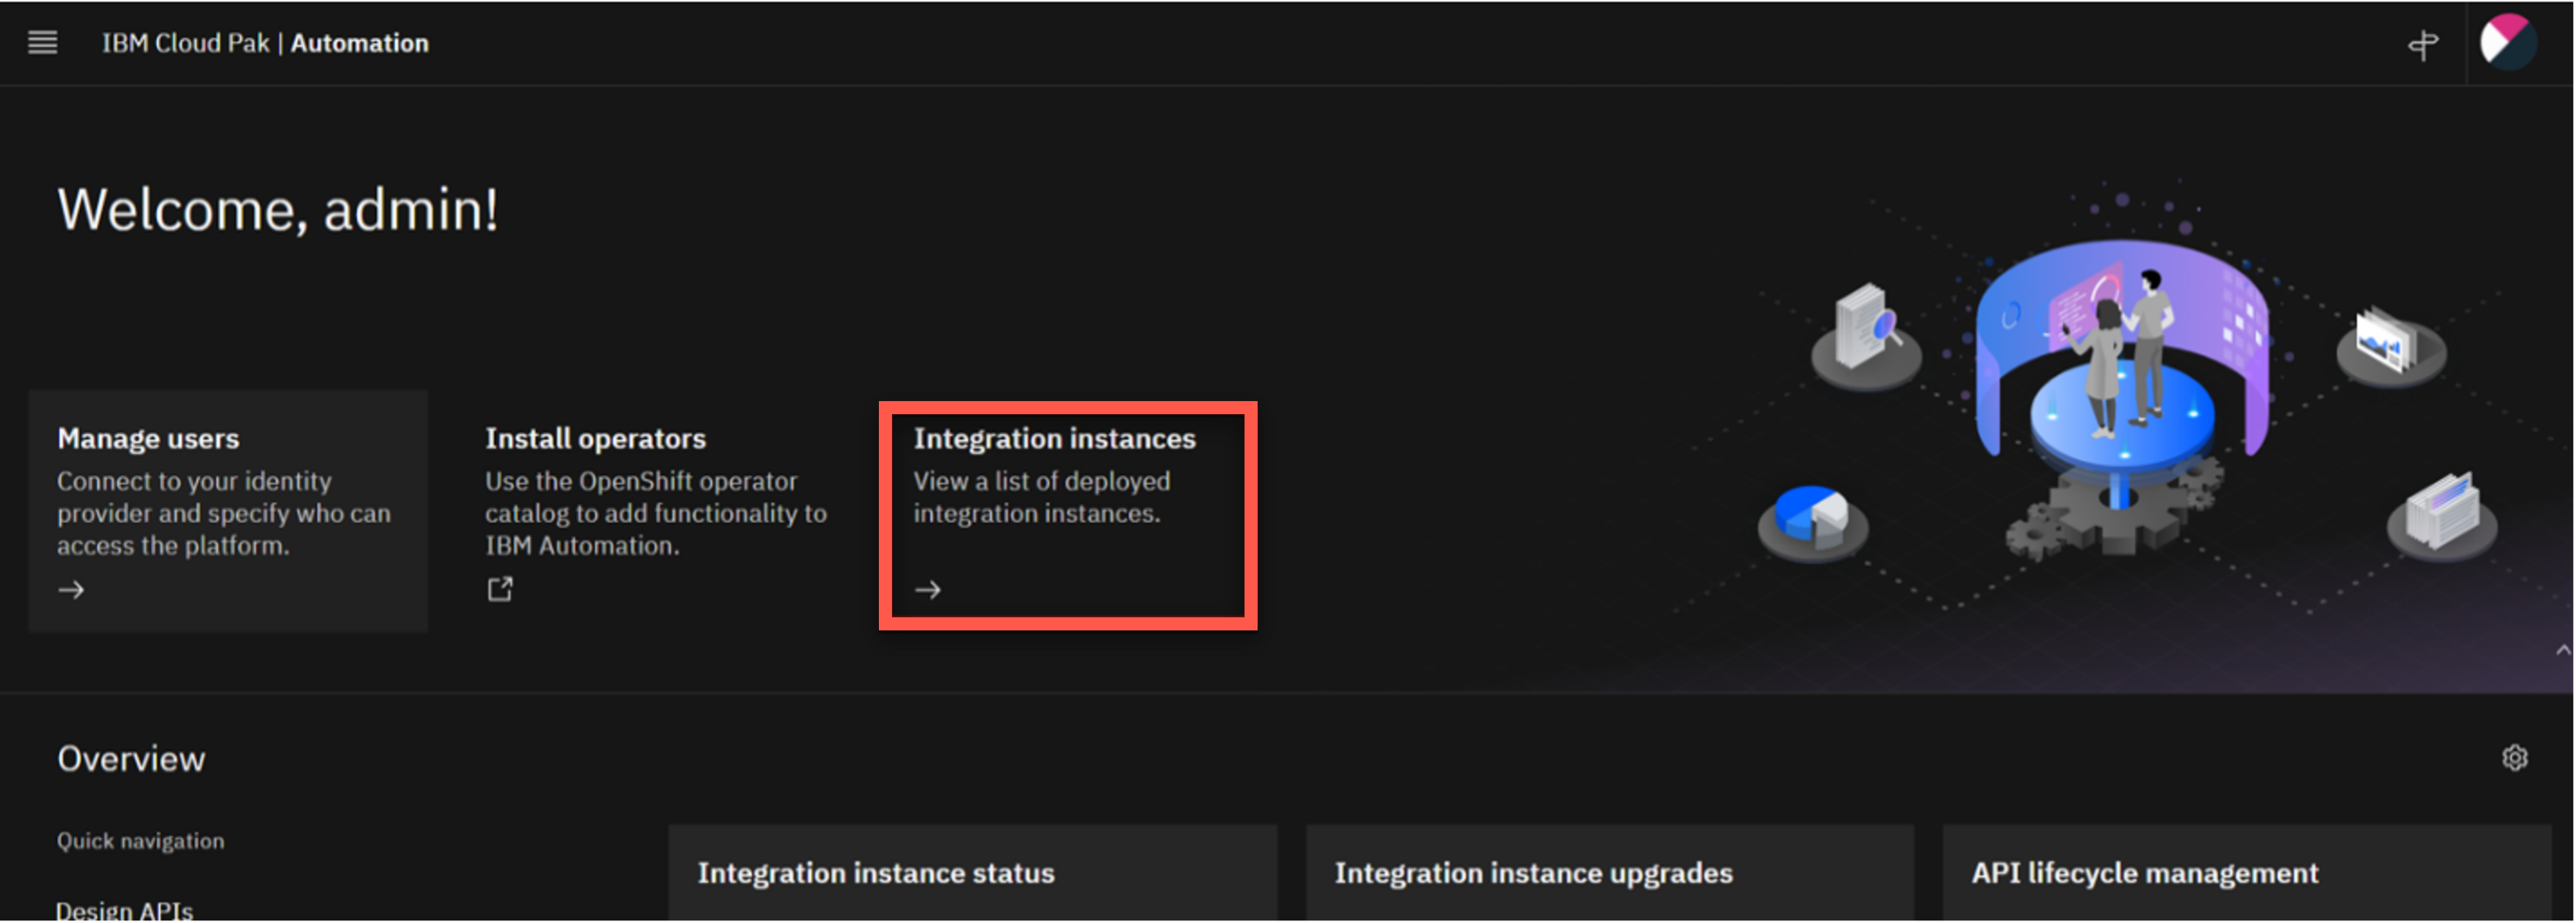 IBM Cloud Pak | Automation
Welcome, admin!
Manage users
Connect to your identity
provider and specify who can
access the platform.
Install operators
Use the OpenShift operator
catalog to add functionality to
IBM Automation.
Integration instances
View a list of deployed
integration instances.
Overview
Quick navigation
Design APIs
Integration instance status
Integration instance upgrades
API lifecycle management